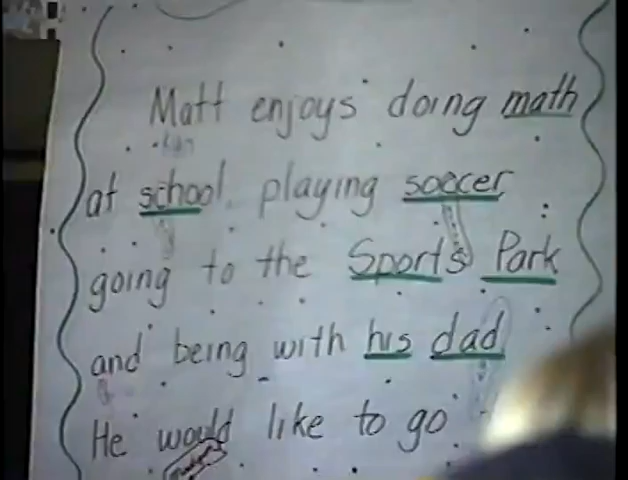 Matt enjoys doing math
at school, playing soccer
going to the Sports Park
and being with his dad
He would like to go